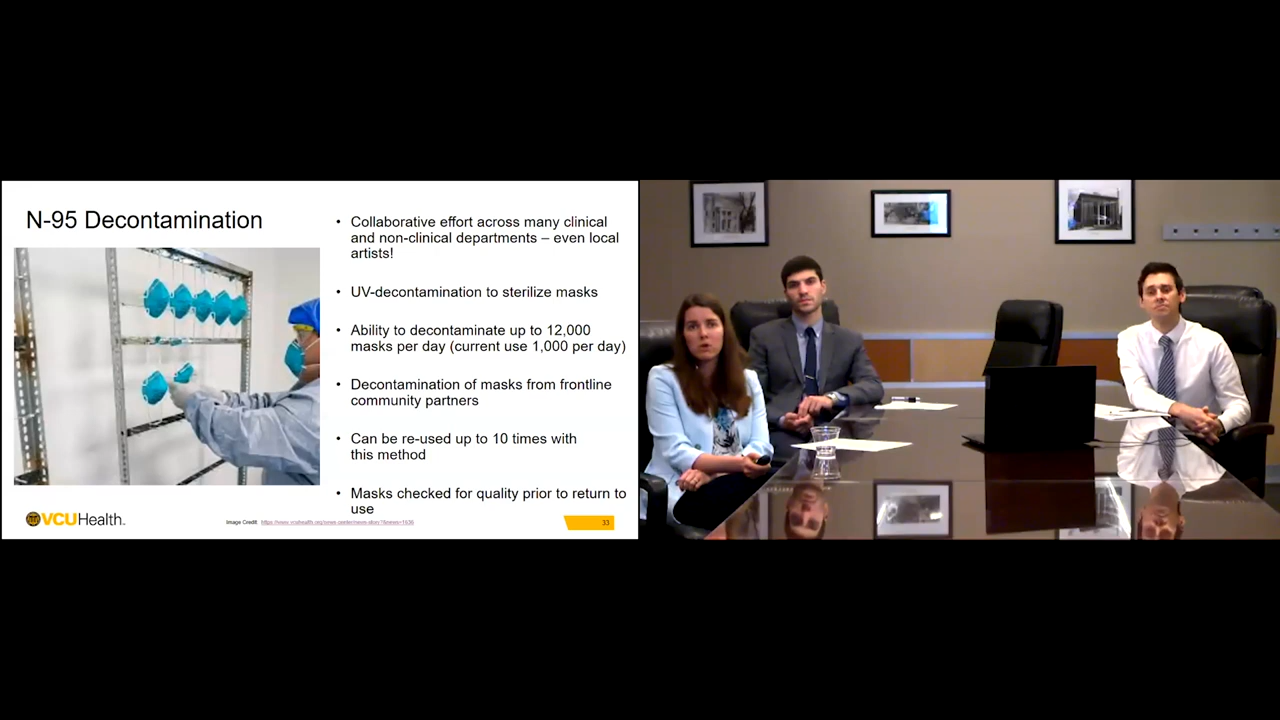 N-95 Decontamination
• Collaborative effort across many clinical
and non-clinical departments – even local
artists!
• UV-decontamination to sterilize masks
• Ability to decontaminate up to 12,000
masks per day (current use 1,000 per day)
• Decontamination of masks from frontline
community partners
• Can be re-used up to 10 times with
this method
• Masks checked for quality prior to return to
use
VCUHealth.
Image Credit:
33